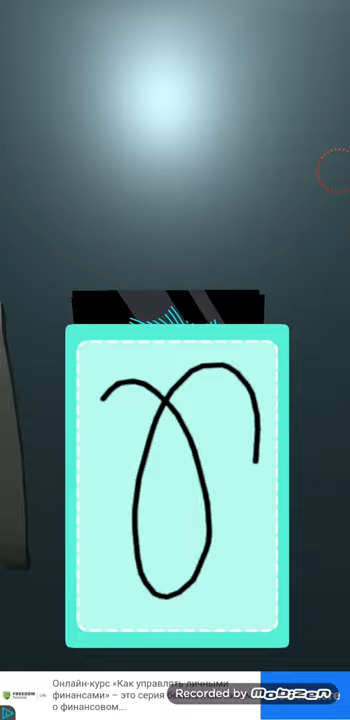 Онлайн-курс «Как управлять личными
финансами» – это серия
о финансовом...
FREEDOM
Recorded by Mobizen